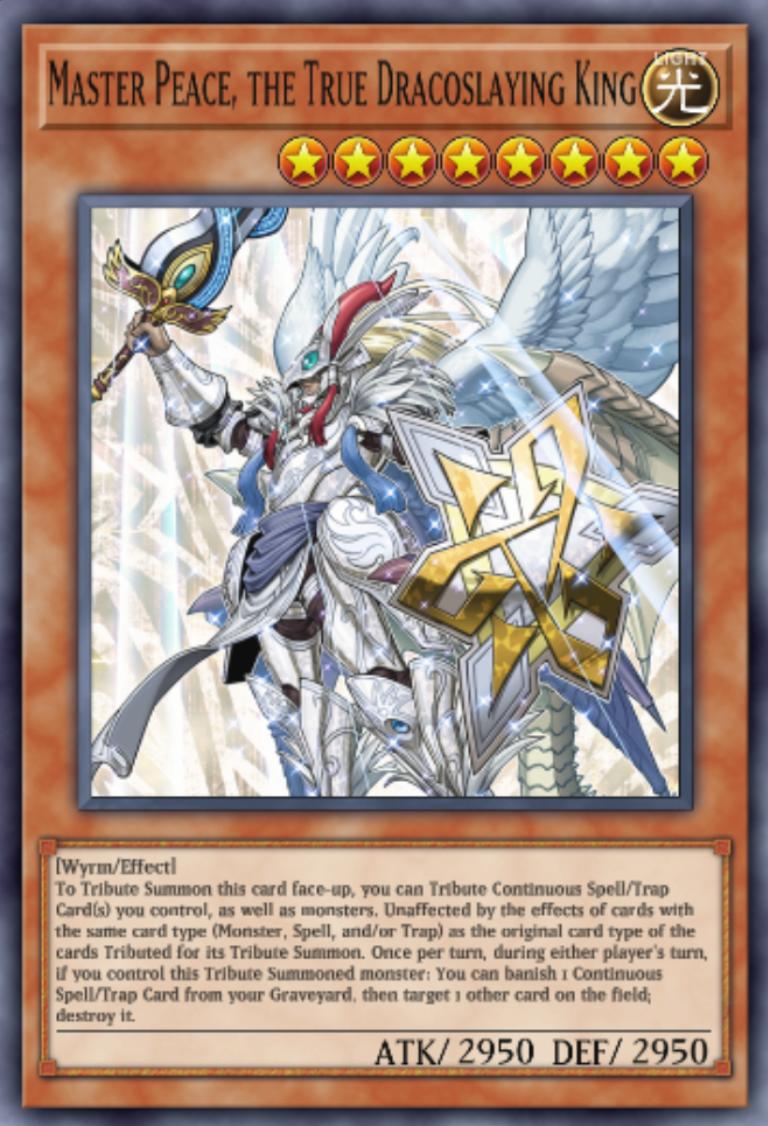 MASTER PEACE, THE TRUE DRACOSLAYING KING
LIGHT
光
[Wyrm/Effect]
To Tribute Summon this card face-up, you can Tribute Continuous Spell/Trap
Card(s) you control, as well as monsters. Unaffected by the effects of cards with
the same card type (Monster, Spell, and/or Trap) as the original card type of the
cards Tributed for its Tribute Summon. Once per turn, during either player's turn,
if you control this Tribute Summoned monster: You can banish 1 Continuous
Spell/Trap Card from your Graveyard, then target 1 other card on the field;
destroy it.
ATK/ 2950 DEF/ 2950